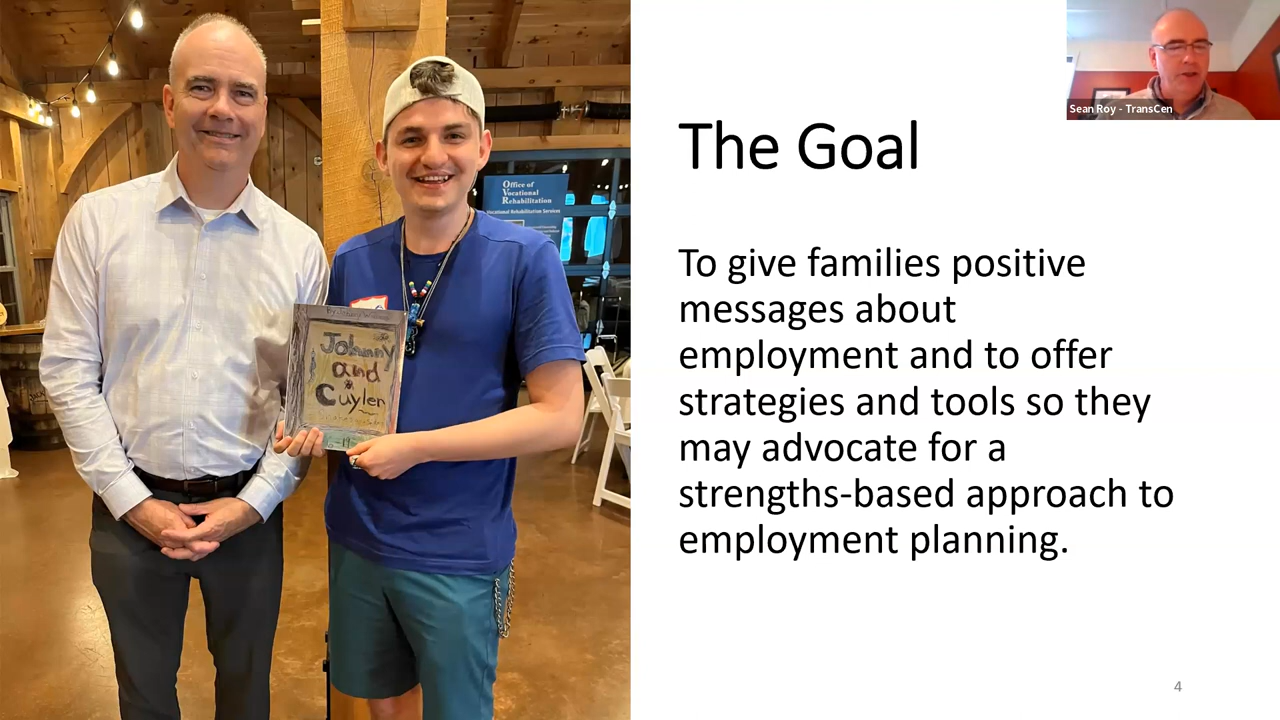 Sean Roy - TransCen
The Goal
To give families positive
messages about
employment and to offer
strategies and tools so they
may advocate for a
strengths-based approach to
employment planning.
Office of
Vocational
Rehabilitation
Vocational Rehabilitation Services
Johnny
and
Cuyler
4